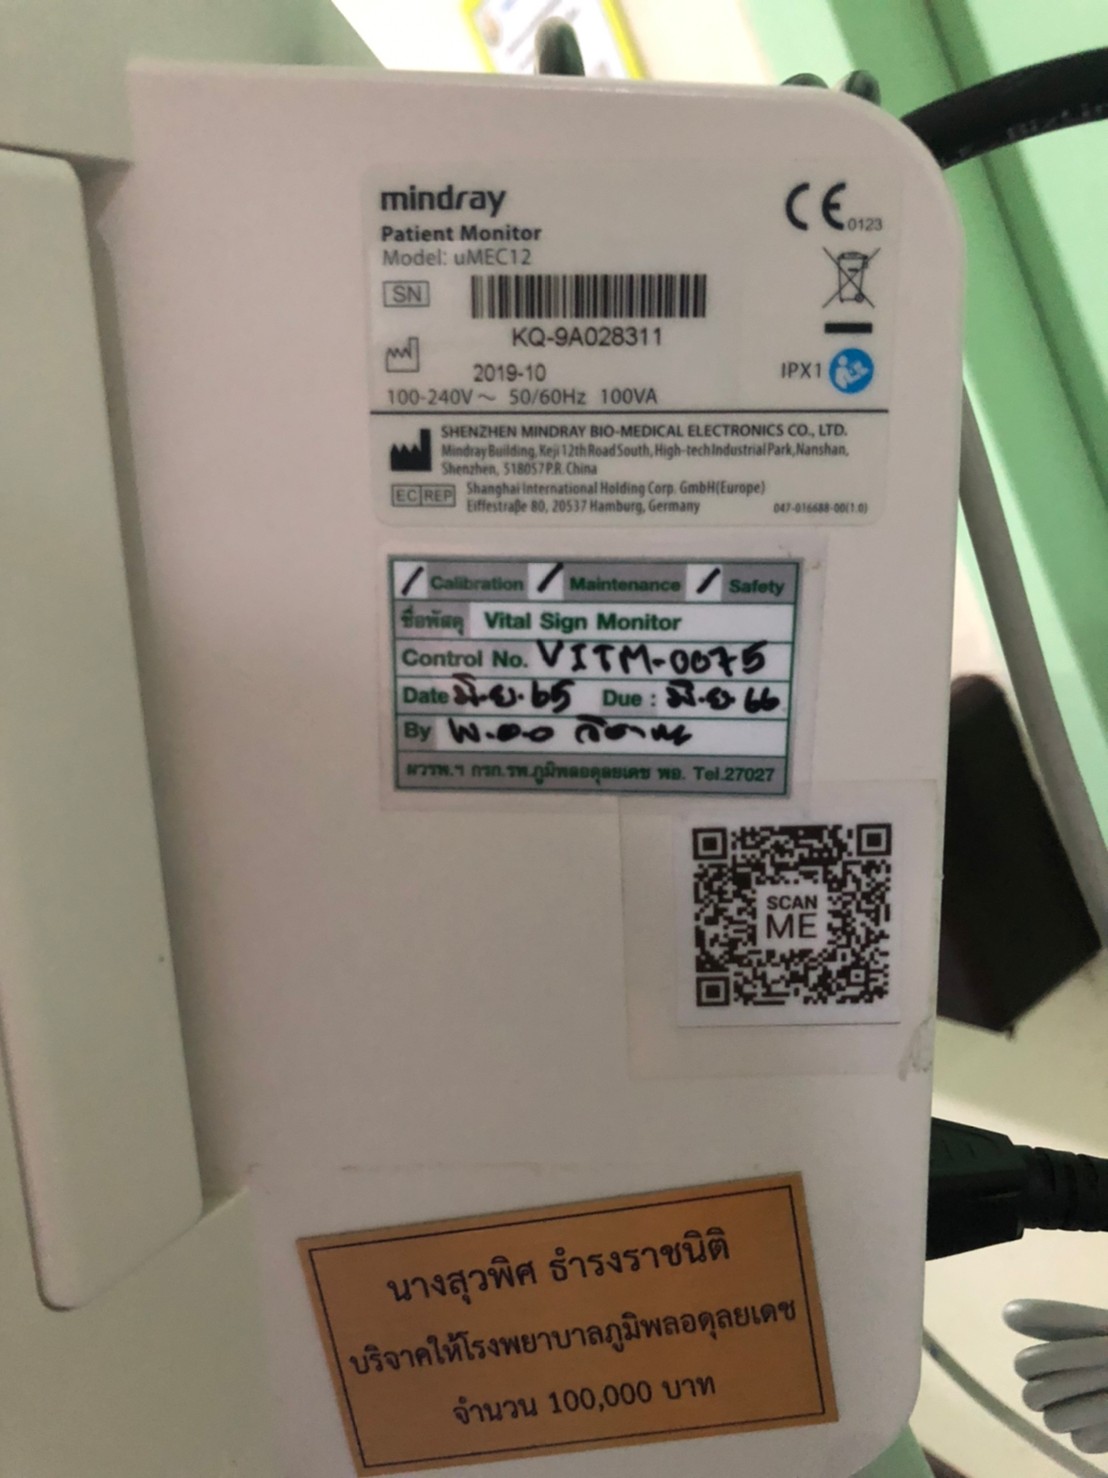 mindray
Patient Monitor
Model: uMEC12
CE 0123
SN
KQ-9A028311
2019-10
IPX1
100-240V～ 50/60Hz 100VA
SHENZHEN MINDRAY BIO-MEDICAL ELECTRONICS CO., LTD.
Mindray Building, Keji 12th Road South, High-tech Industrial Park, Nanshan,
Shenzhen, 518057 P.R. China
EC REP
Shanghai International Holding Corp. GmbH(Europe)
Eiffestraβe 80, 20537 Hamburg, Germany
047-016688-00(1.0)
/ Calibration / Maintenance / Safety
ชื่อพัสดุ Vital Sign Monitor
Control No. VITM-0075
Date มิ.ย. 65 Due : มิ.ย. 66
By พ.อ.อ
ผวรพ.ฯ กรก.รพ.ภูมิพลอดุลยเดช พอ. Tel.27027
SCAN
ME
นางสุวพิศ ธำรงราชนิติ
บริจาคให้โรงพยาบาลภูมิพลอดุลยเดช
จำนวน 100,000 บาท